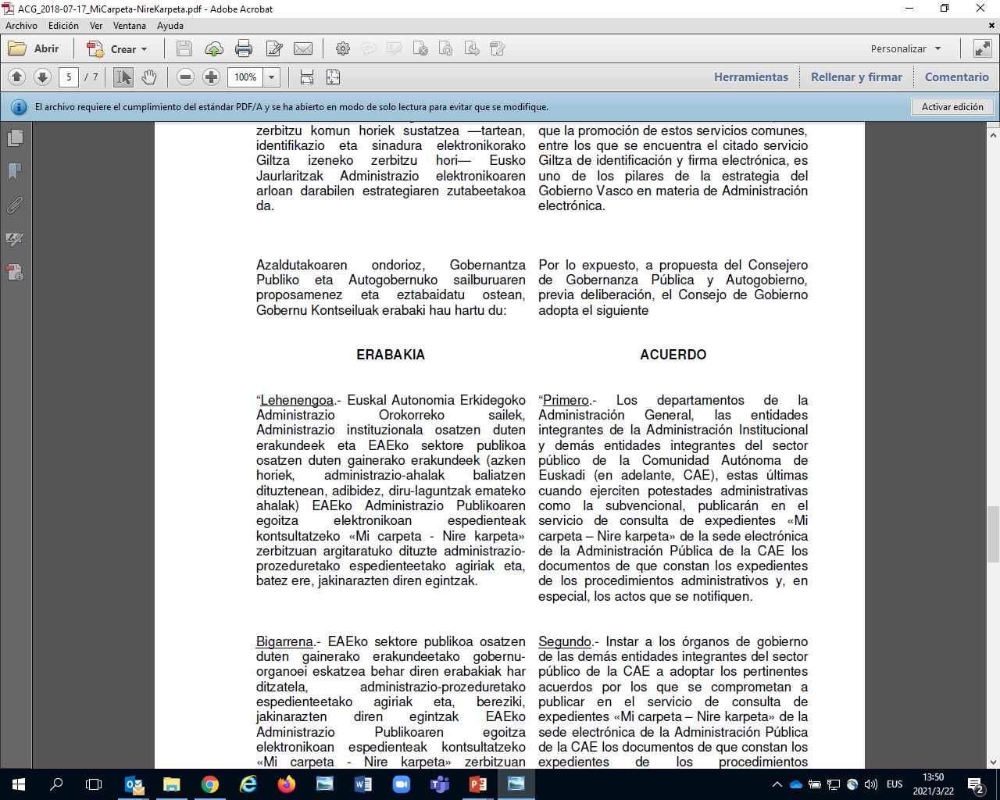 ACG_2018-07-17_MiCarpeta-NireKarpeta.pdf - Adobe Acrobat
Archivo Edición Ver Ventana Ayuda
Abrir Crear Personalizar
5 / 7 100% Herramientas Rellenar y firmar Comentario
El archivo requiere el cumplimiento del estándar PDF/A y se ha abierto en modo de solo lectura para evitar que se modifique. Activar edición
zerbitzu komun horiek sustatzea —tartean,
identifikazio eta sinadura elektronikorako
Giltza izeneko zerbitzu hori— Eusko
Jaurlaritzak Administrazio elektronikoaren
arloan darabilen estrategiaren zutabeetakoa
da.
que la promoción de estos servicios comunes,
entre los que se encuentra el citado servicio
Giltza de identificación y firma electrónica, es
uno de los pilares de la estrategia del
Gobierno Vasco en materia de Administración
electrónica.
Azaldutakoaren ondorioz, Gobernantza
Publiko eta Autogobernuko sailburuaren
proposamenez eta eztabaidatu ostean,
Gobernu Kontseiluak erabaki hau hartu du:
Por lo expuesto, a propuesta del Consejero
de Gobernanza Pública y Autogobierno,
previa deliberación, el Consejo de Gobierno
adopta el siguiente
ERABAKIA
ACUERDO
“Lehenengoa.- Euskal Autonomia Erkidegoko
Administrazio Orokorreko sailek,
Administrazio instituzionala osatzen duten
erakundeek eta EAEko sektore publikoa
osatzen duten gainerako erakundeek (azken
horiek, administrazio-ahalak baliatzen
dituztenean, adibidez, diru-laguntzak emateko
ahalak) EAEko Administrazio Publikoaren
egoitza elektronikoan espedienteak
kontsultatzeko «Mi carpeta - Nire karpeta»
zerbitzuan argitaratuko dituzte administrazio-
prozeduretako espedienteetako agiriak eta,
batez ere, jakinarazten diren egintzak.
“Primero.- Los departamentos de la
Administración General, las entidades
integrantes de la Administración Institucional
y demás entidades integrantes del sector
público de la Comunidad Autónoma de
Euskadi (en adelante, CAE), estas últimas
cuando ejerciten potestades administrativas
como la subvencional, publicarán en el
servicio de consulta de expedientes «Mi
carpeta – Nire karpeta» de la sede electrónica
de la Administración Pública de la CAE los
documentos de que constan los expedientes
de los procedimientos administrativos y, en
especial, los actos que se notifiquen.
Bigarrena.- EAEko sektore publikoa osatzen
duten gainerako erakundeetako gobernu-
organoei eskatzea behar diren erabakiak har
ditzatela, administrazio-prozeduretako
espedienteetako agiriak eta, bereziki,
jakinarazten diren egintzak EAEko
Administrazio Publikoaren egoitza
elektronikoan espedienteak kontsultatzeko
«Mi carpeta - Nire karpeta» zerbitzuan
Segundo.- Instar a los órganos de gobierno
de las demás entidades integrantes del sector
público de la CAE a adoptar los pertinentes
acuerdos por los que se comprometan a
publicar en el servicio de consulta de
expedientes «Mi carpeta – Nire karpeta» de la
sede electrónica de la Administración Pública
de la CAE los documentos de que constan los
expedientes de los procedimientos
EUS 13:50
2021/3/22
2